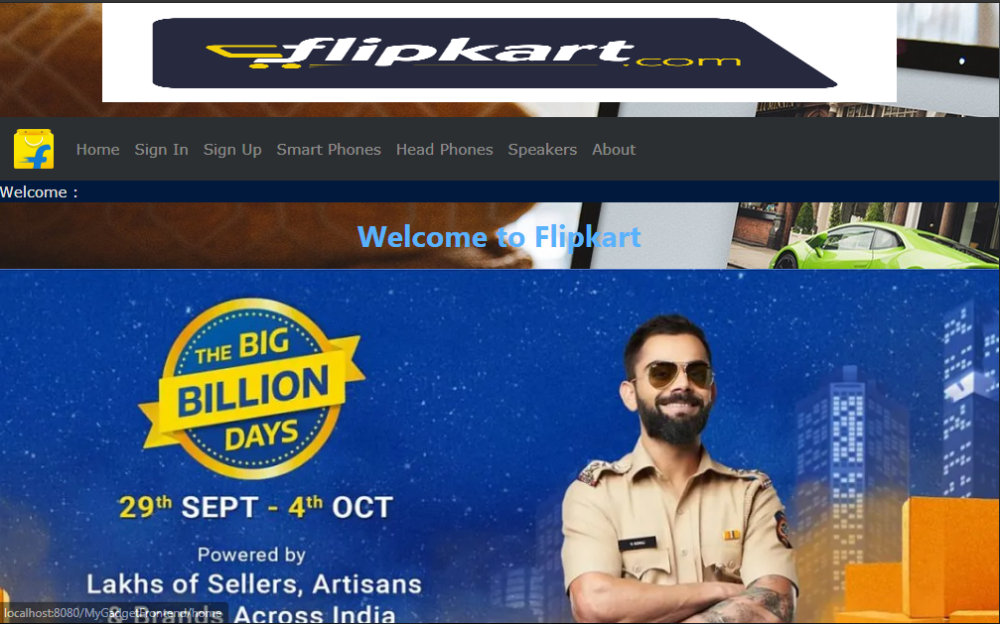 flipkart.com
Home Sign In Sign Up Smart Phones Head Phones Speakers About
Welcome :
Welcome to Flipkart
THE BIG
BILLION
DAYS
29th SEPT - 4th OCT
Powered by
Lakhs of Sellers, Artisans
& Brands Across India
localhost:8080/MyGadgetFrontend/home